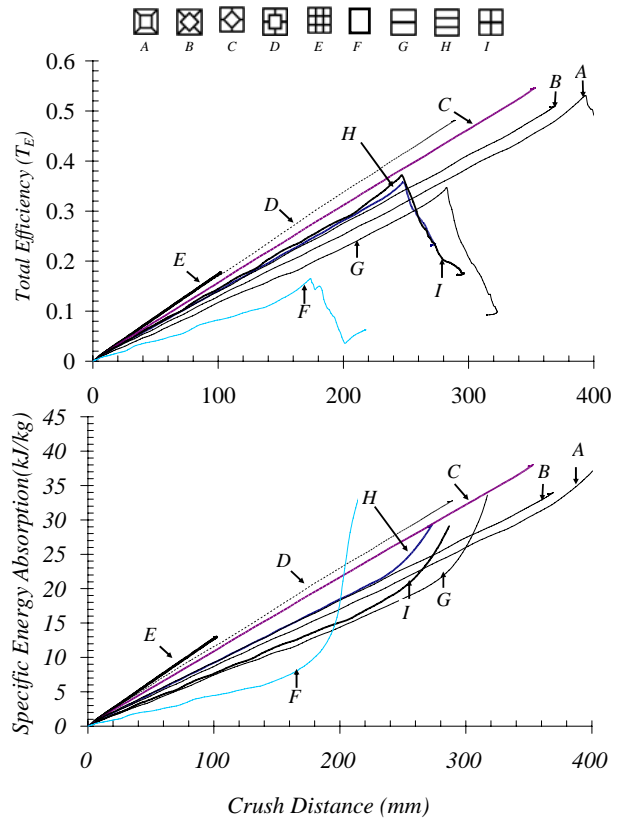 A B C D E F G H I
0.6
0.5
0.4
0.3
0.2
0.1
0
Total Efficiency (T_E)
A
B
C
H
D
E
G
F
I
0 100 200 300 400
45
40
35
30
25
20
15
10
5
0
Specific Energy Absorption(kJ/kg)
A
B
C
H
D
E
I
G
F
0 100 200 300 400
Crush Distance (mm)